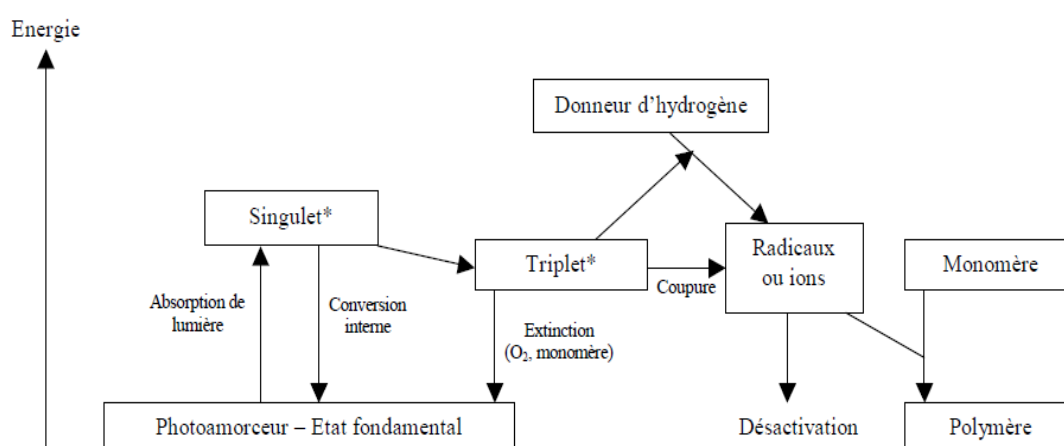 Energie
Donneur d'hydrogène
Singulet*
Triplet*
Radicaux
ou ions
Monomère
Absorption de
lumière
Conversion
interne
Coupure
Extinction
(O₂, monomère)
Photoamorceur – Etat fondamental
Désactivation
Polymère